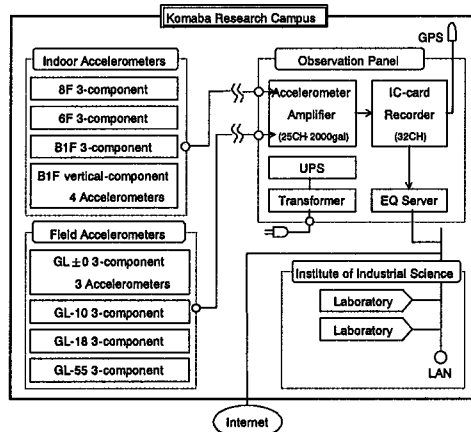 Komaba Research Campus
GPS
Indoor Accelerometers
8F 3-component
6F 3-component
B1F 3-component
B1F vertical-component
4 Accelerometers
Field Accelerometers
GL±0 3-component
3 Accelerometers
GL-10 3-component
GL-18 3-component
GL-55 3-component
Observation Panel
Accelerometer
Amplifier
(25CH·2000gal)
IC-card
Recorder
(32CH)
UPS
Transformer
EQ Server
Institute of Industrial Science
Laboratory
Laboratory
LAN
Internet